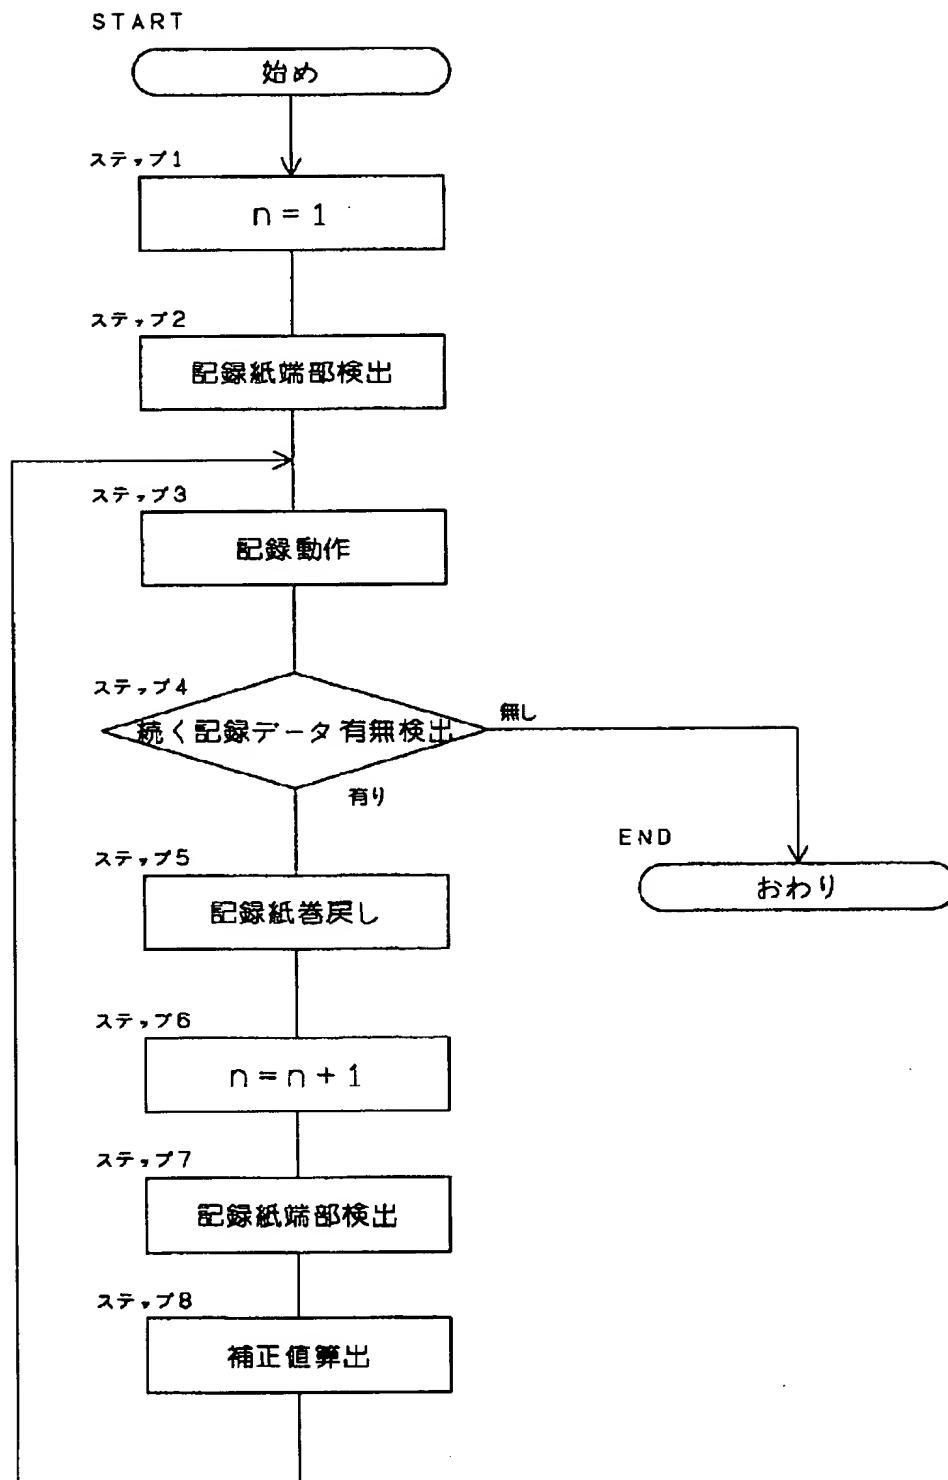 START
始め
ステップ1
n = 1
ステップ2
記録紙端部検出
ステップ3
記録動作
ステップ4
続く記録データ有無検出
無し
有り
END
おわり
ステップ5
記録紙巻戻し
ステップ6
n = n + 1
ステップ7
記録紙端部検出
ステップ8
補正値算出